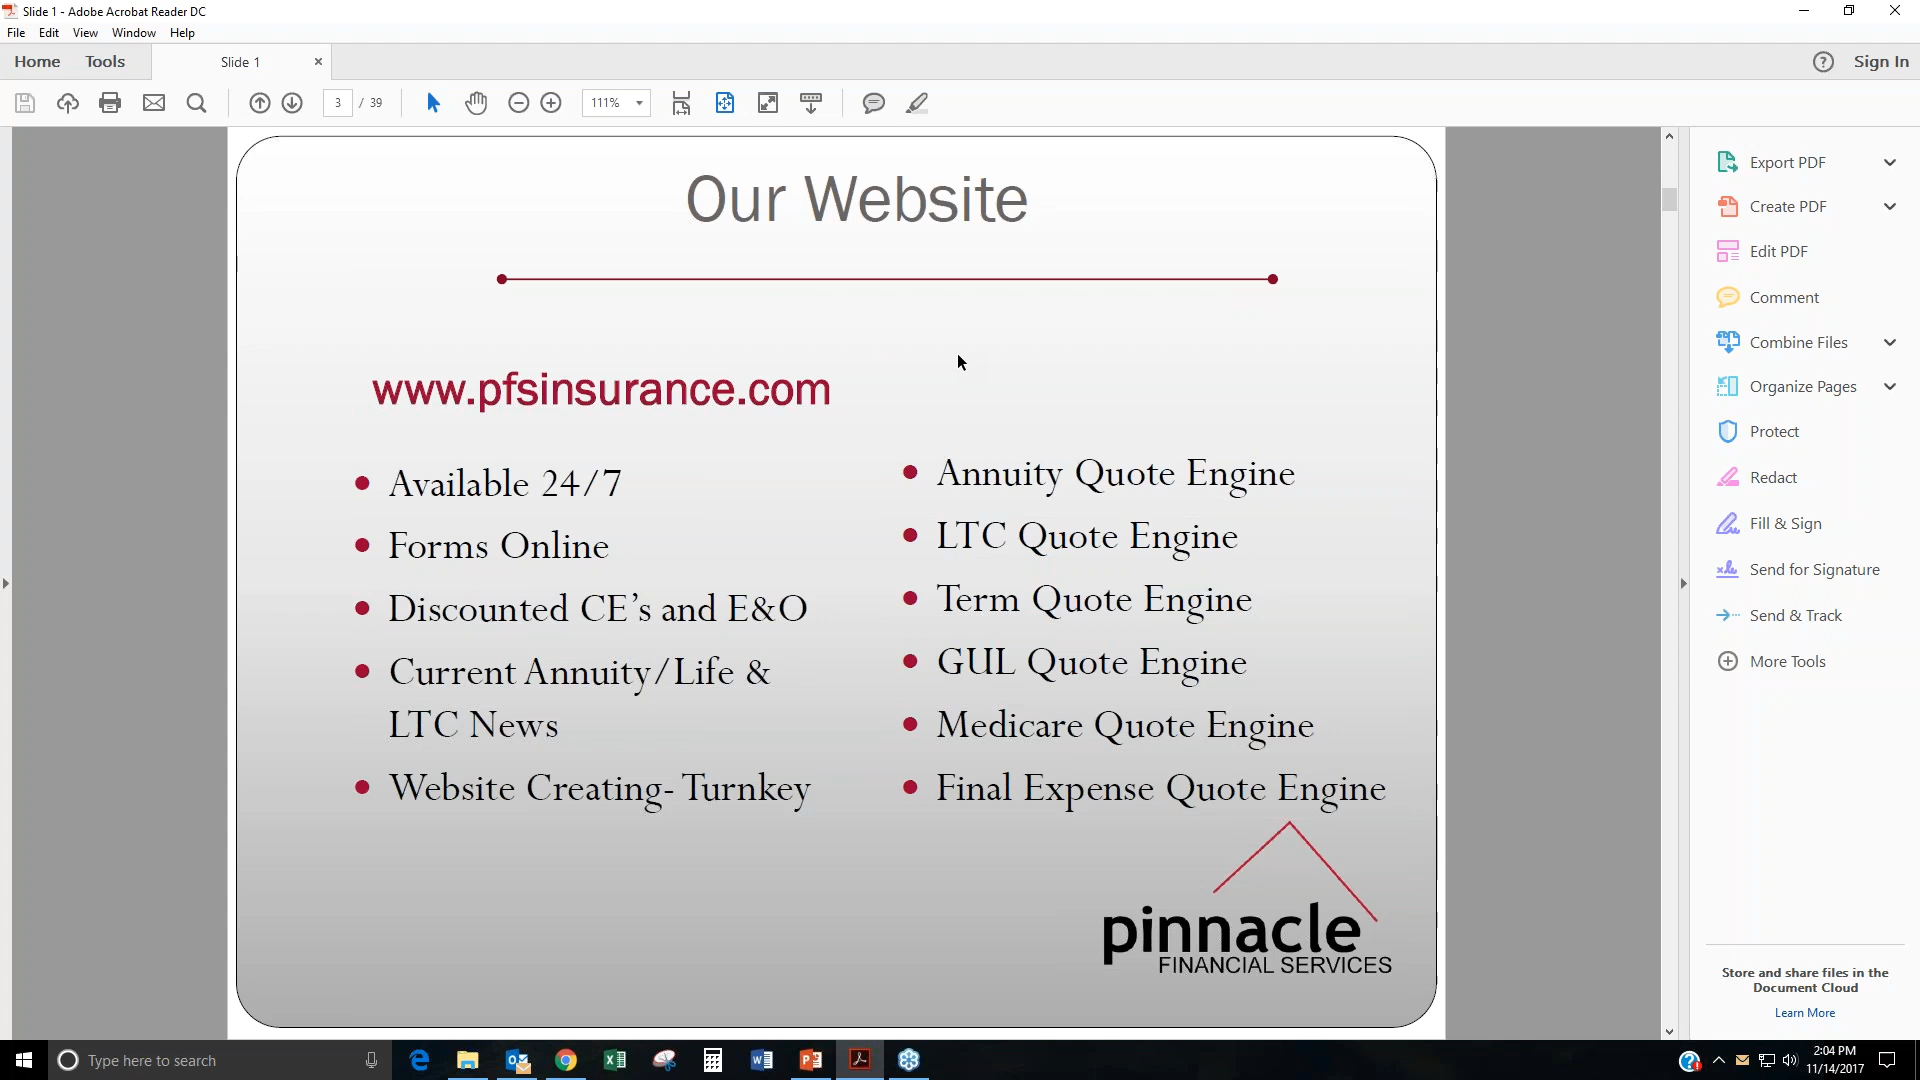 Slide 1 - Adobe Acrobat Reader DC
File Edit View Window Help
Home Tools Slide 1 Sign In
3 / 39 111%
Our Website
www.pfsinsurance.com
Available 24/7
Forms Online
Discounted CE’s and E&O
Current Annuity/Life &
LTC News
Website Creating- Turnkey
Annuity Quote Engine
LTC Quote Engine
Term Quote Engine
GUL Quote Engine
Medicare Quote Engine
Final Expense Quote Engine
pinnacle
FINANCIAL SERVICES
Export PDF
Create PDF
Edit PDF
Comment
Combine Files
Organize Pages
Protect
Redact
Fill & Sign
Send for Signature
Send & Track
More Tools
Store and share files in the
Document Cloud
Learn More
Type here to search
2:04 PM
11/14/2017